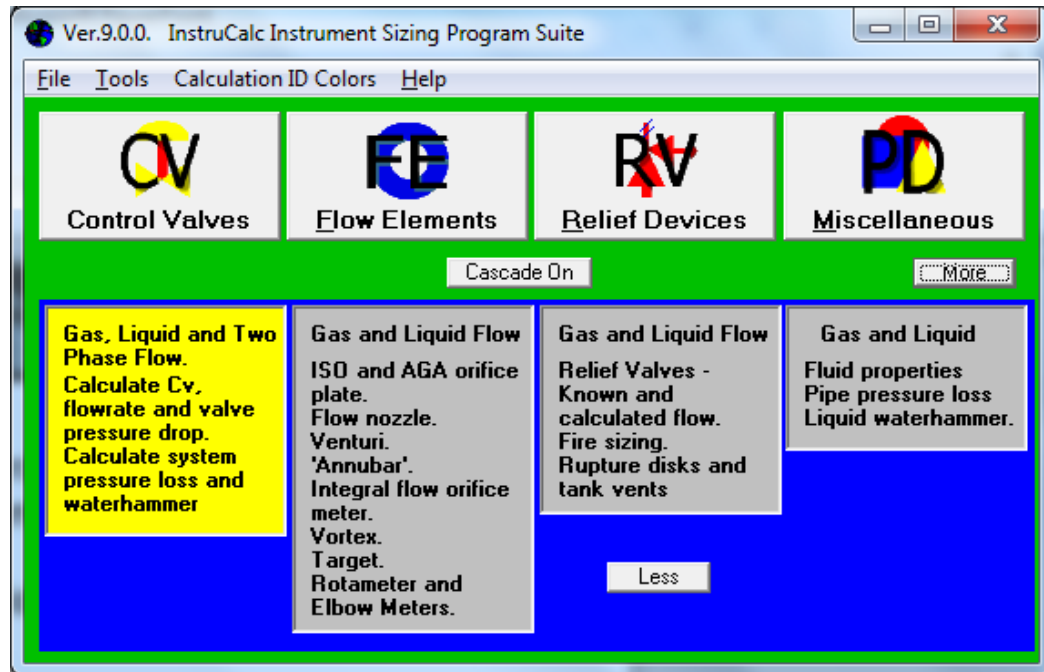 Ver.9.0.0. InstruCalc Instrument Sizing Program Suite
File Tools Calculation ID Colors Help
CV
Control Valves
FE
Flow Elements
RV
Relief Devices
PD
Miscellaneous
Cascade On
More
Gas, Liquid and Two
Phase Flow.
Calculate Cv,
flowrate and valve
pressure drop.
Calculate system
pressure loss and
waterhammer
Gas and Liquid Flow
ISO and AGA orifice
plate.
Flow nozzle.
Venturi.
'Annubar'.
Integral flow orifice
meter.
Vortex.
Target.
Rotameter and
Elbow Meters.
Gas and Liquid Flow
Relief Valves -
Known and
calculated flow.
Fire sizing.
Rupture disks and
tank vents
Gas and Liquid
Fluid properties
Pipe pressure loss
Liquid waterhammer.
Less